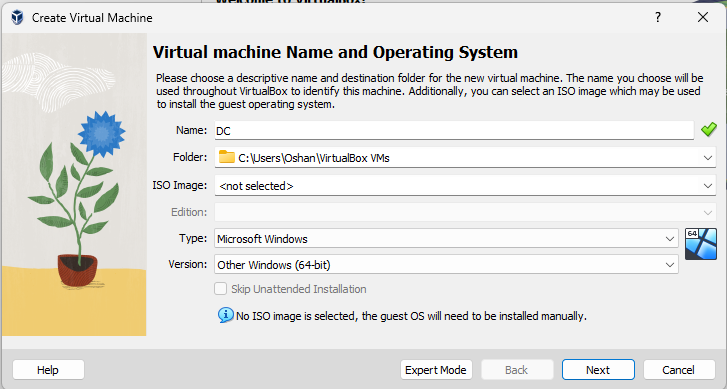 Welcome to VirtualBox!
Create Virtual Machine
?
Virtual machine Name and Operating System
Please choose a descriptive name and destination folder for the new virtual machine. The name you choose will be
used throughout VirtualBox to identify this machine. Additionally, you can select an ISO image which may be used
to install the guest operating system.
Name: DC
Folder: C:\Users\Oshan\VirtualBox VMs
ISO Image: <not selected>
Edition:
Type: Microsoft Windows
64
Version: Other Windows (64-bit)
Skip Unattended Installation
No ISO image is selected, the guest OS will need to be installed manually.
Help Expert Mode Back Next Cancel